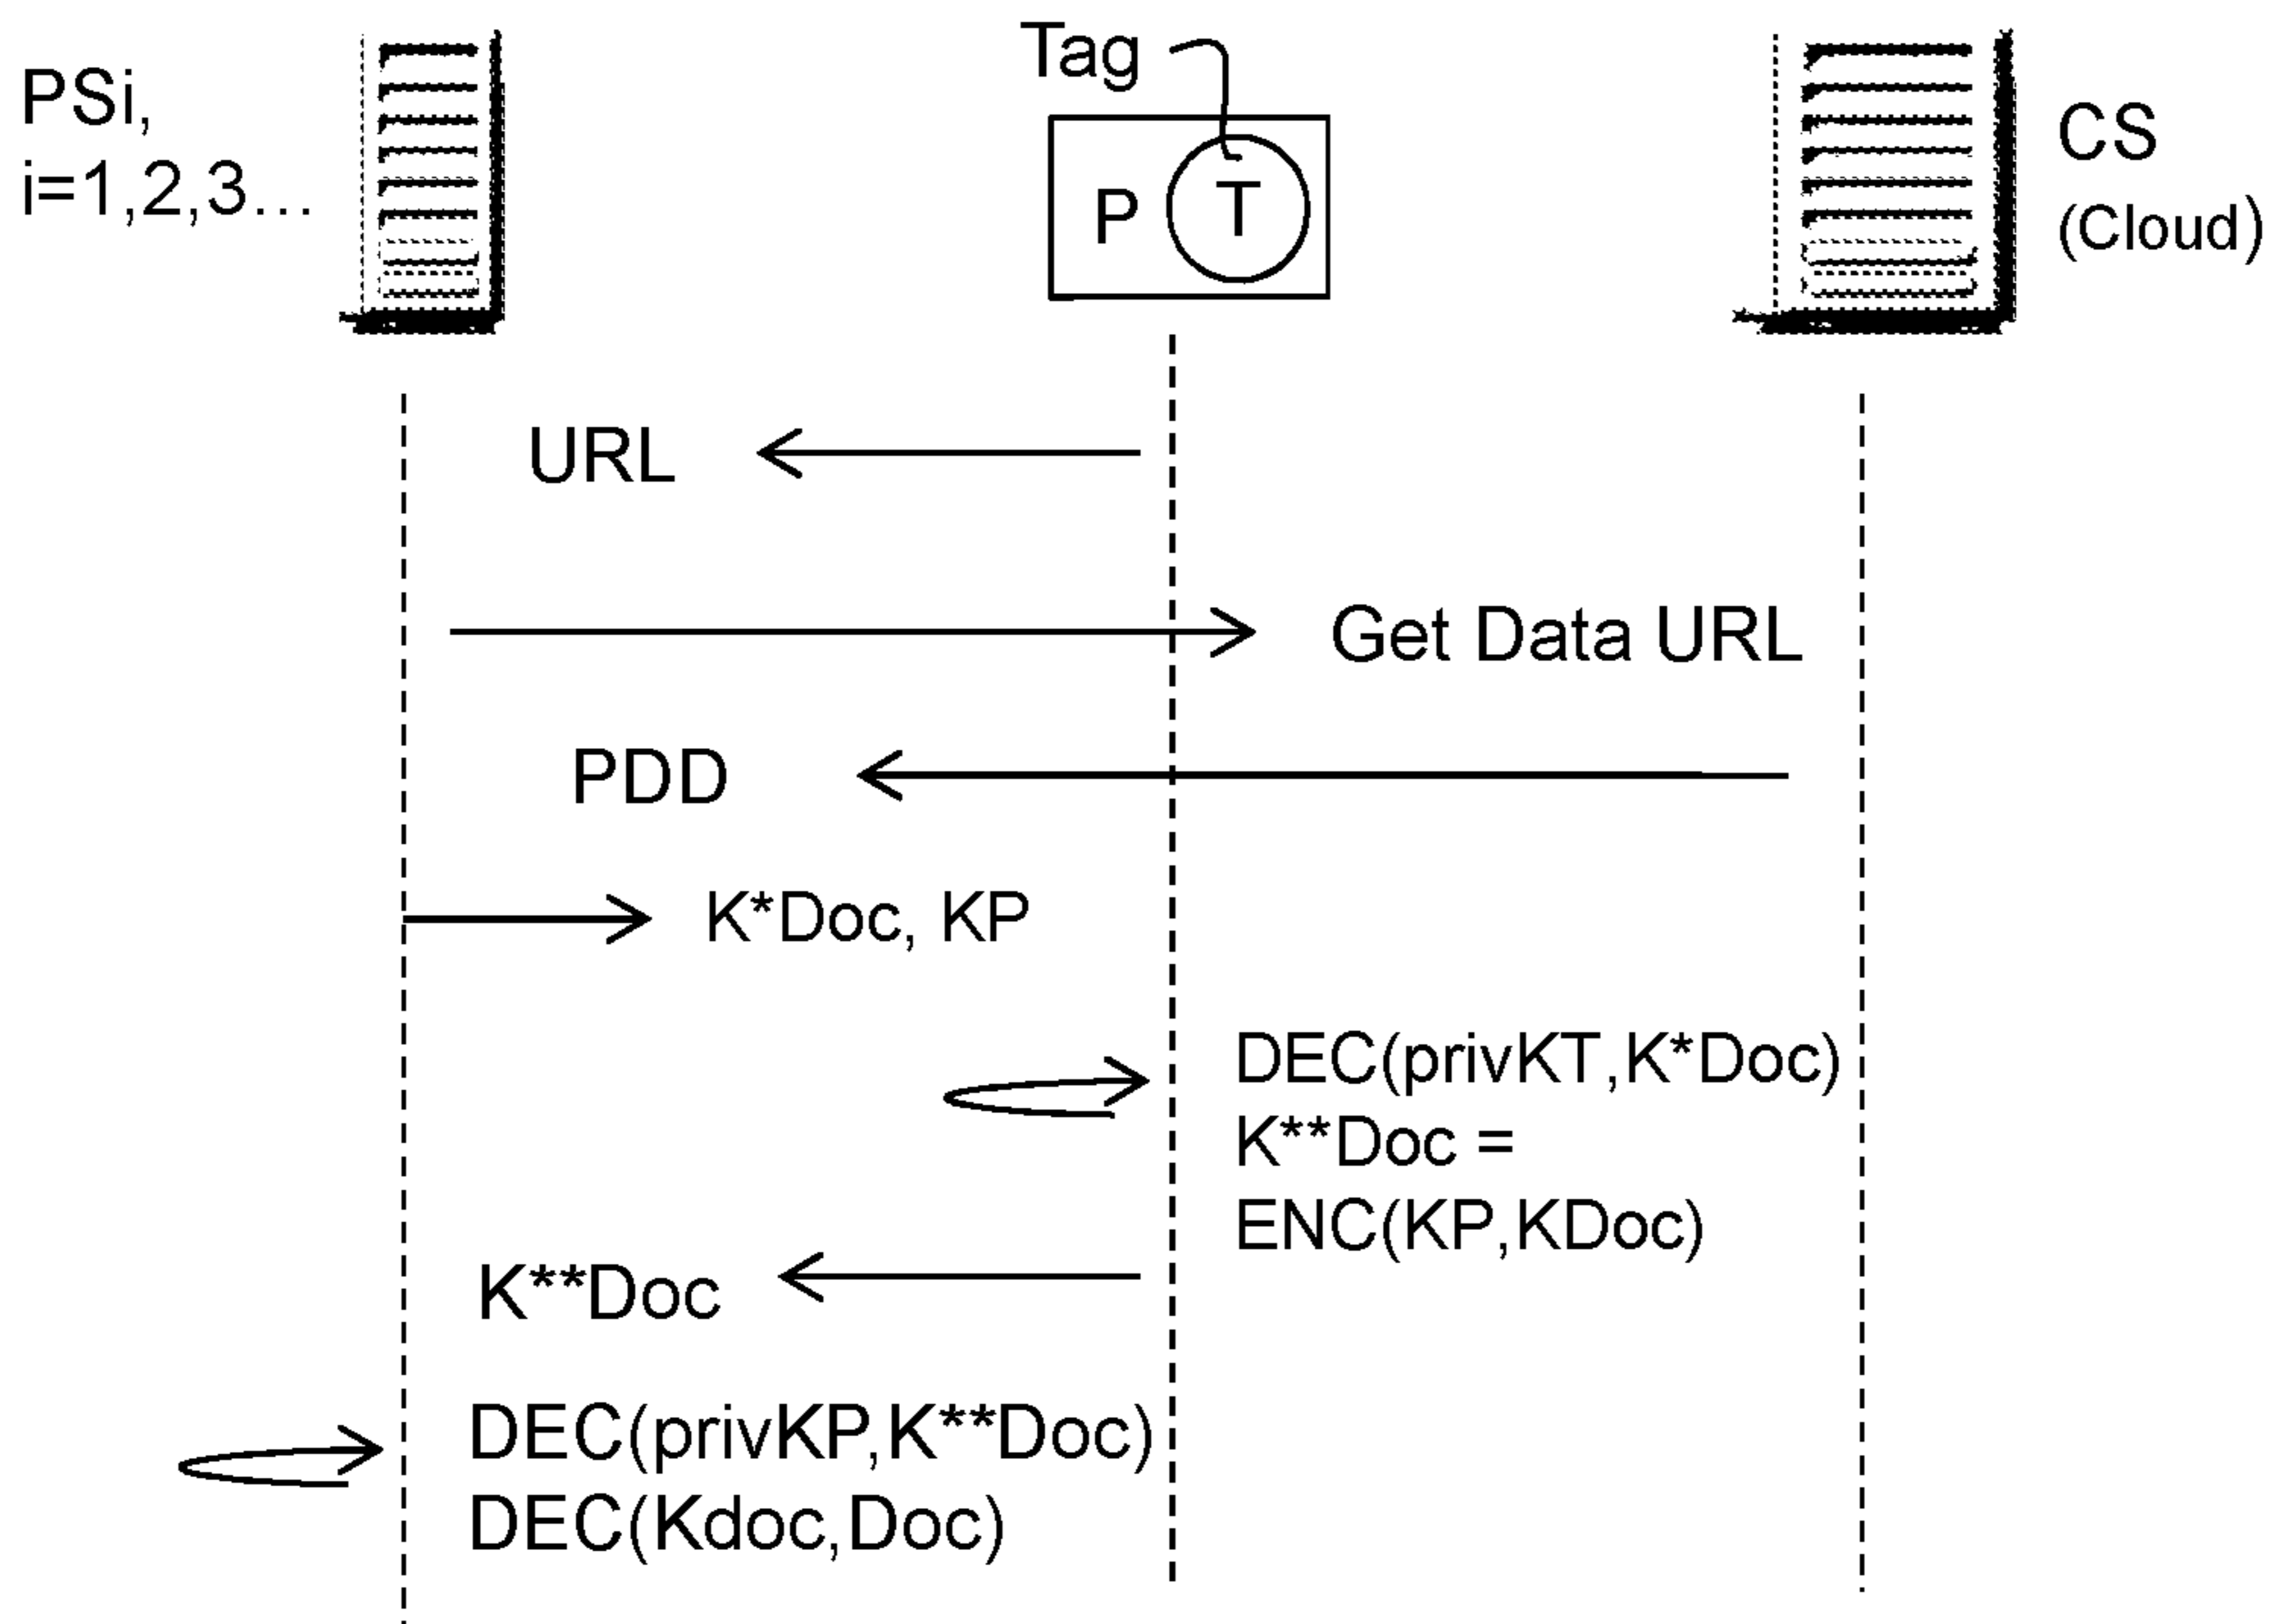 PSi,
i=1,2,3...
Tag
P
T
CS
(Cloud)
URL
Get Data URL
PDD
K*Doc, KP
DEC(privKT,K*Doc)
K**Doc =
ENC(KP,KDoc)
K**Doc
DEC(privKP,K**Doc)
DEC(Kdoc,Doc)